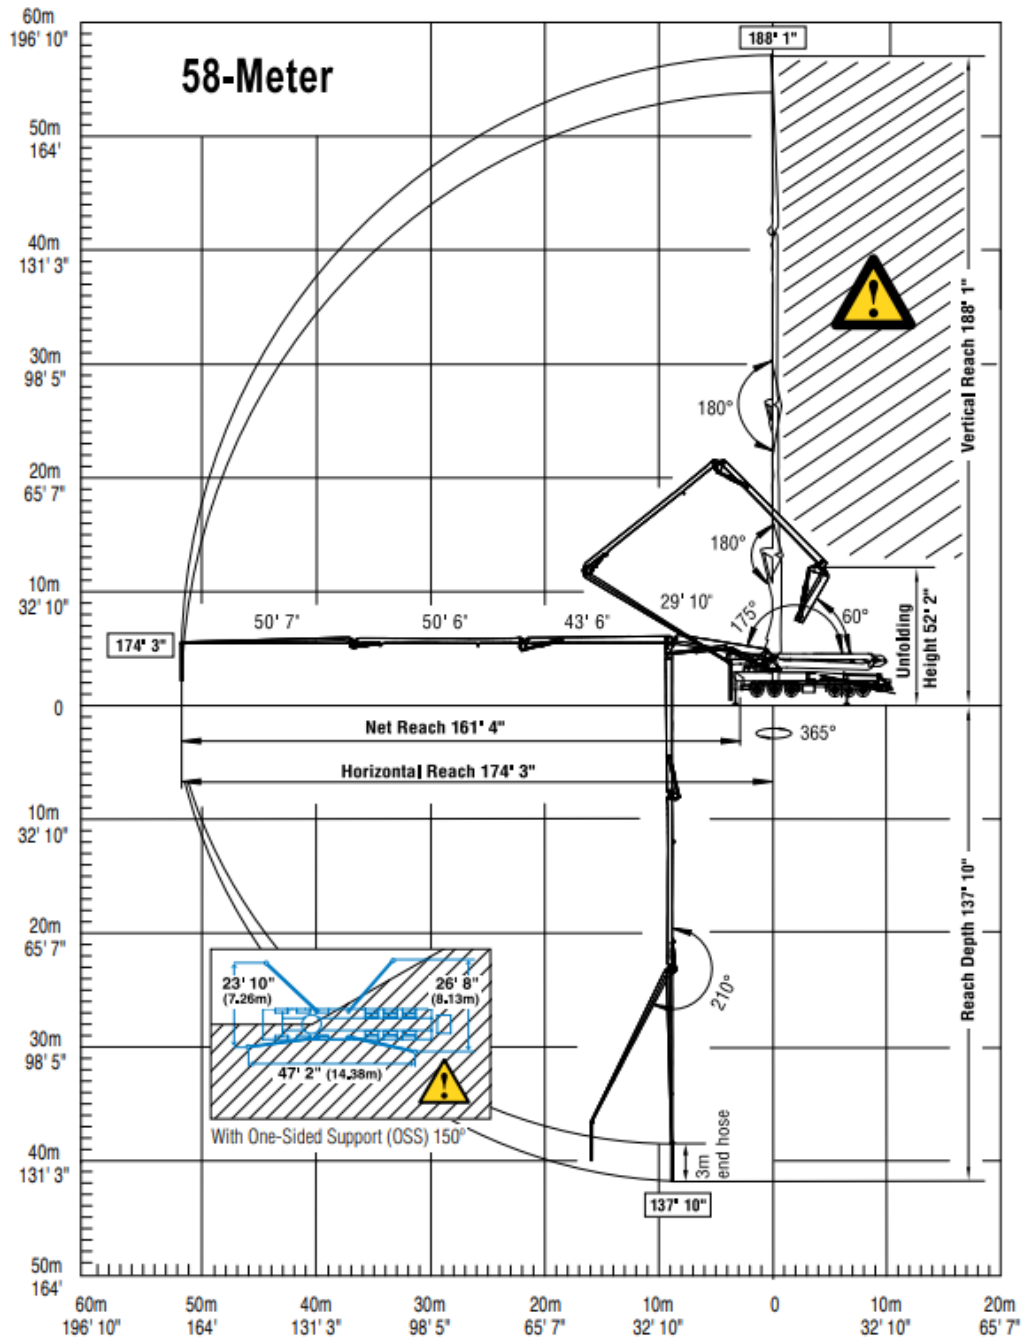 60m
196' 10"
188' 1"
58-Meter
50m
164'
40m
131' 3"
Vertical Reach 188' 1"
30m
98' 5"
180°
20m
65' 7"
180°
10m
32' 10"
29' 10"
175°
60°
Unfolding
Height 52' 2"
50' 7"
50' 6"
43' 6"
174' 3"
0
Net Reach 161' 4"
365°
Horizontal Reach 174' 3"
10m
32' 10"
20m
65' 7"
210°
Reach Depth 137' 10"
23' 10"
(7.26m)
26' 8"
(8.13m)
30m
98' 5"
47' 2" (14.38m)
With One-Sided Support (OSS) 150°
3m
end hose
40m
131' 3"
137' 10"
50m
164'
60m 50m 40m 30m 20m 10m 0 10m 20m
196' 10" 164' 131' 3" 98' 5" 65' 7" 32' 10" 32' 10" 65' 7"